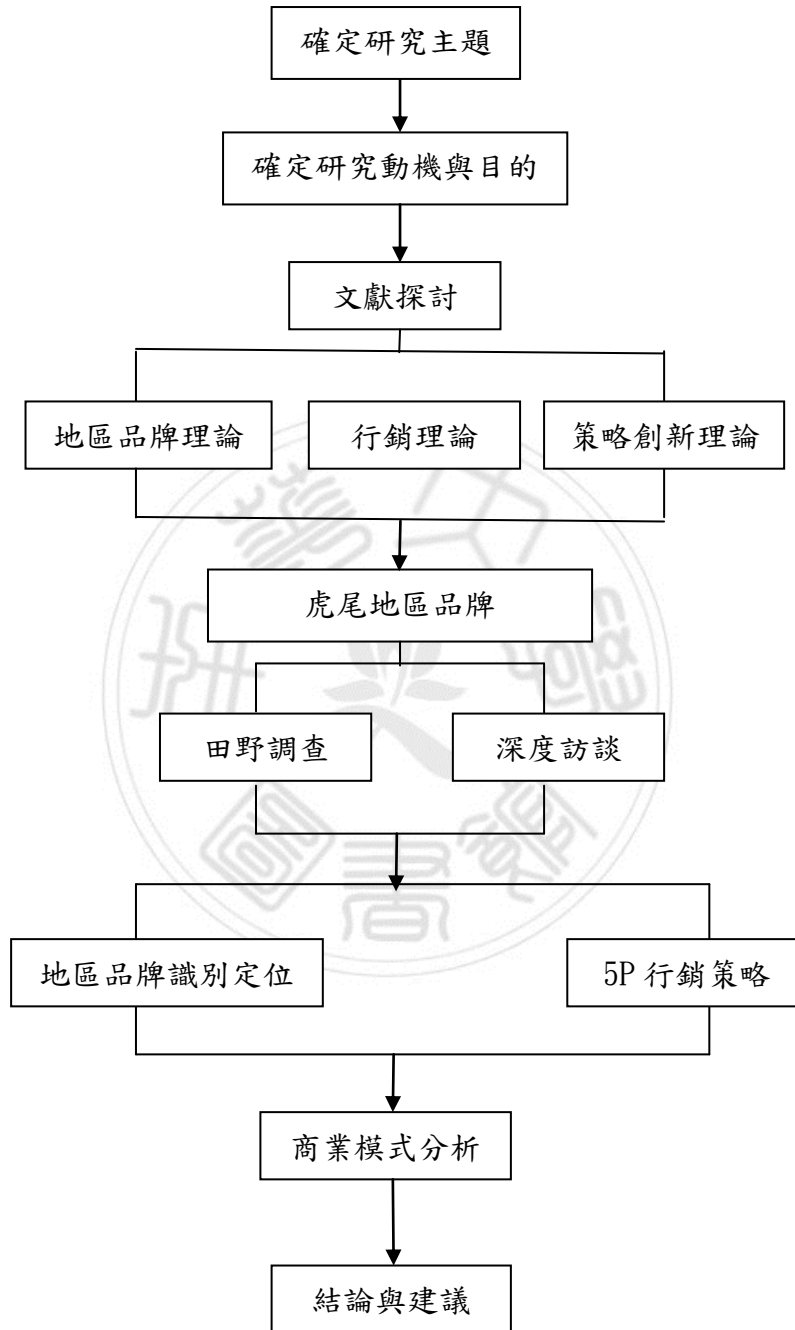 確定研究主題
確定研究動機與目的
文獻探討
地區品牌理論
行銷理論
策略創新理論
虎尾地區品牌
田野調查
深度訪談
地區品牌識別定位
5P 行銷策略
商業模式分析
結論與建議